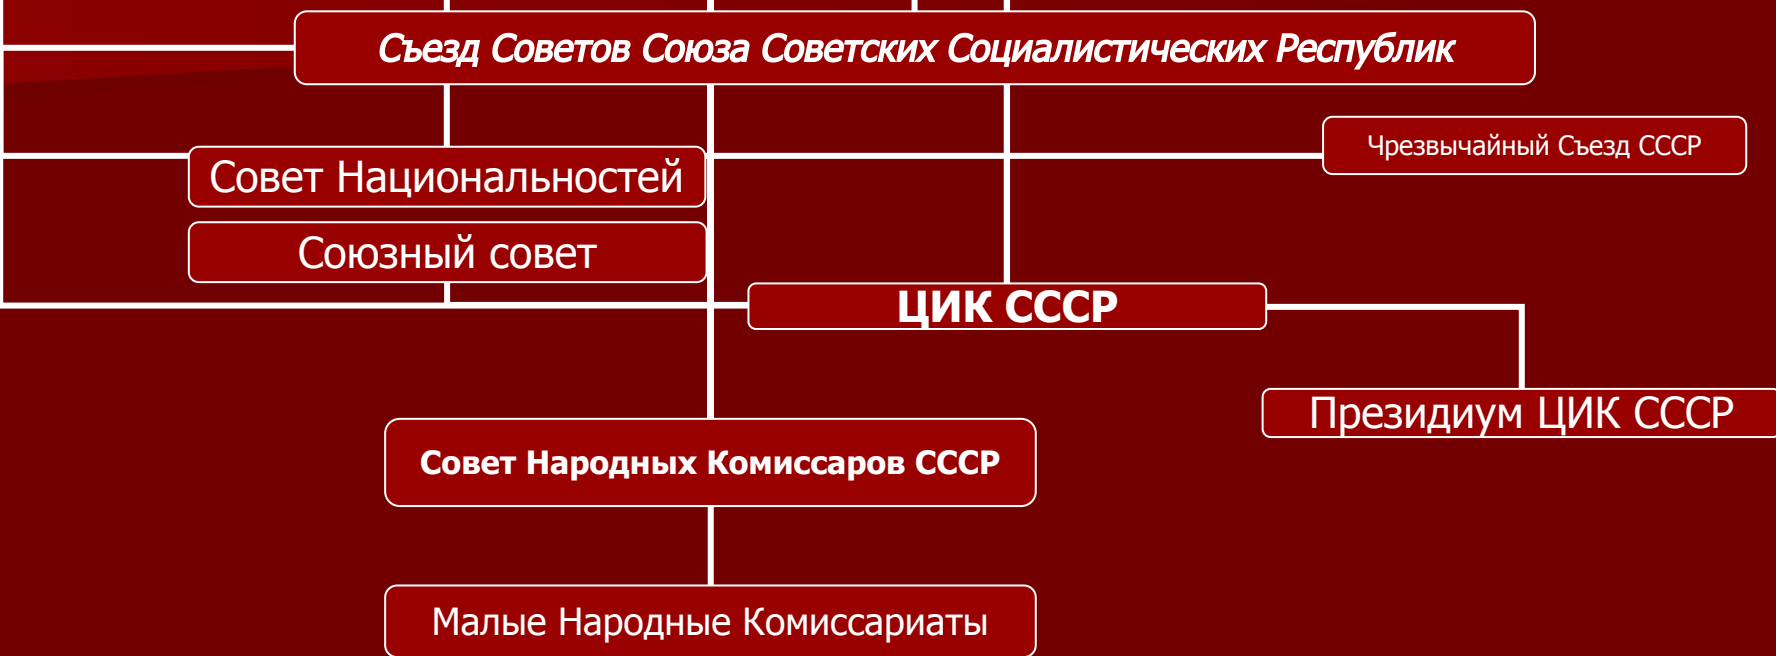 Съезд Советов Союза Советских Социалистических Республик
Чрезвычайный Съезд СССР
Совет Национальностей
Союзный совет
ЦИК СССР
Президиум ЦИК СССР
Совет Народных Комиссаров СССР
Малые Народные Комиссариаты